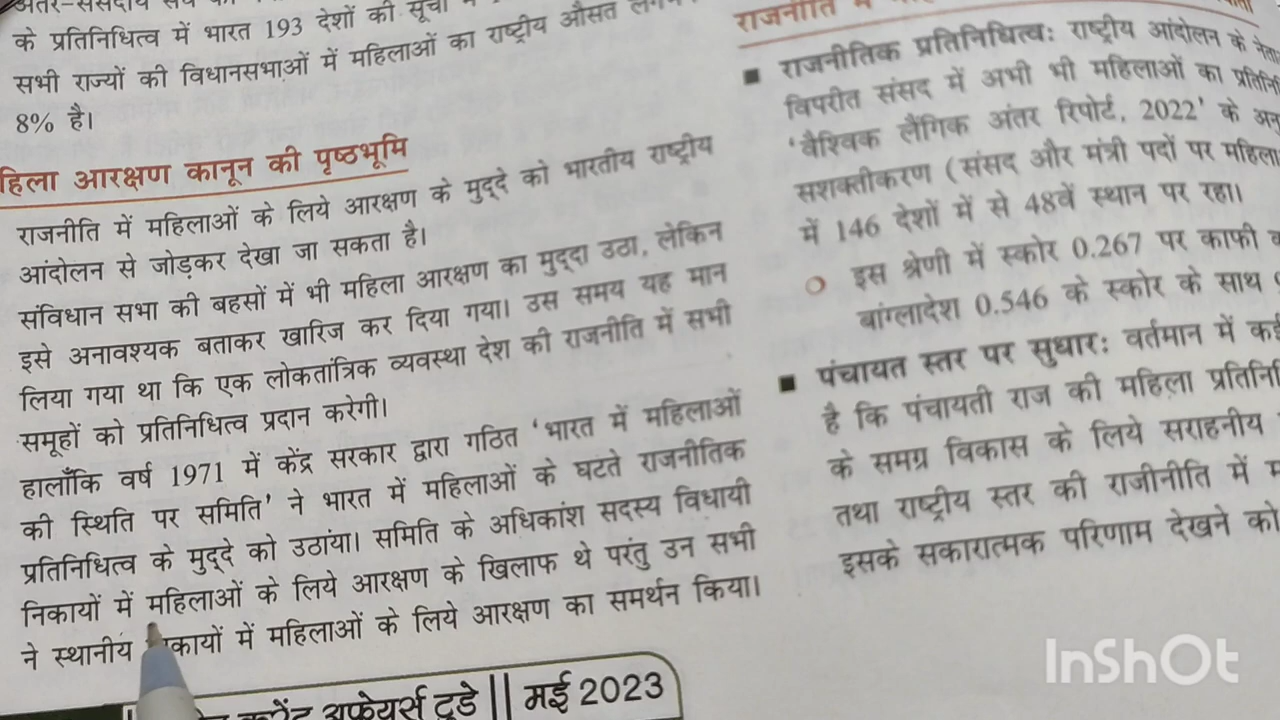 के प्रतिनिधित्व में भारत 193 देशों की सूची में
सभी राज्यों की विधानसभाओं में महिलाओं का राष्ट्रीय औसत
8% है।
हिला आरक्षण कानून की पृष्ठभूमि
राजनीति में महिलाओं के लिये आरक्षण के मुद्दे को भारतीय राष्ट्रीय
आंदोलन से जोड़कर देखा जा सकता है।
संविधान सभा की बहसों में भी महिला आरक्षण का मुद्दा उठा, लेकिन
इसे अनावश्यक बताकर खारिज कर दिया गया। उस समय यह मान
लिया गया था कि एक लोकतांत्रिक व्यवस्था देश की राजनीति में सभी
समूहों को प्रतिनिधित्व प्रदान करेगी।
हालाँकि वर्ष 1971 में केंद्र सरकार द्वारा गठित ‘भारत में महिलाओं
की स्थिति पर समिति’ ने भारत में महिलाओं के घटते राजनीतिक
प्रतिनिधित्व के मुद्दे को उठांया। समिति के अधिकांश सदस्य विधायी
निकायों में महिलाओं के लिये आरक्षण के खिलाफ थे परंतु उन सभी
ने स्थानीय कायों में महिलाओं के लिये आरक्षण का समर्थन किया।
करेंट अफेयर्स टुडे || मई 2023
राजनीति में
■ राजनीतिक प्रतिनिधित्व: राष्ट्रीय आंदोलन के नेता
विपरीत संसद में अभी भी महिलाओं का प्रतिनि
‘वैश्विक लैंगिक अंतर रिपोर्ट, 2022’ के अनु
सशक्तीकरण (संसद और मंत्री पदों पर महिला
में 146 देशों में से 48वें स्थान पर रहा।
इस श्रेणी में स्कोर 0.267 पर काफी
बांग्लादेश 0.546 के स्कोर के साथ
■ पंचायत स्तर पर सुधार: वर्तमान में कई
है कि पंचायती राज की महिला प्रतिनि
के समग्र विकास के लिये सराहनीय
तथा राष्ट्रीय स्तर की राजीनीति में
इसके सकारात्मक परिणाम देखने को
InShOt